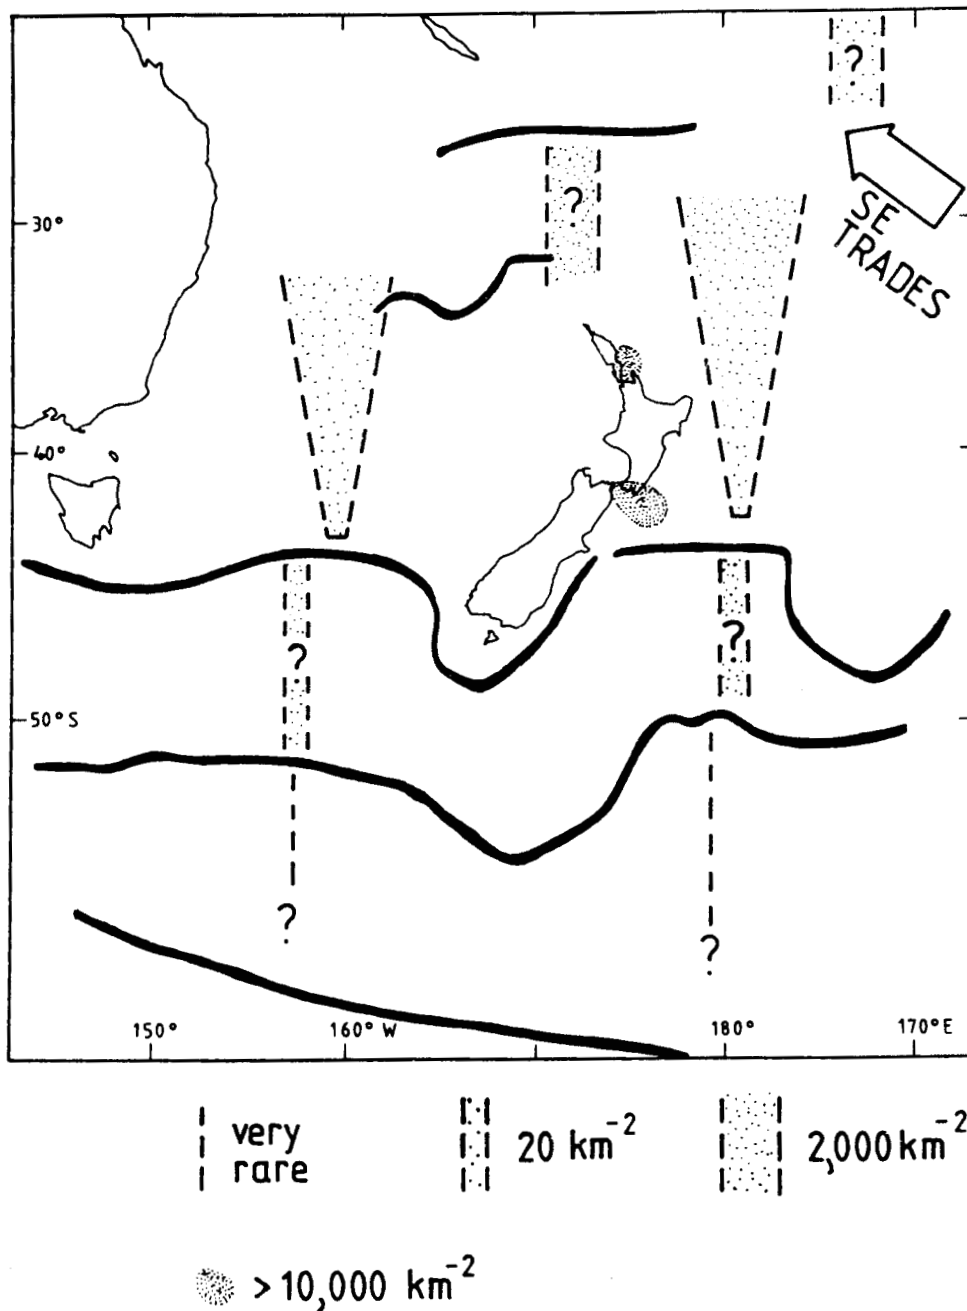 ?
30°
?
SE
TRADES
40°
?
?
50°S
?
?
150°
160° W
180°
170°E
very
rare
20 km⁻²
2,000 km⁻²
> 10,000 km⁻²